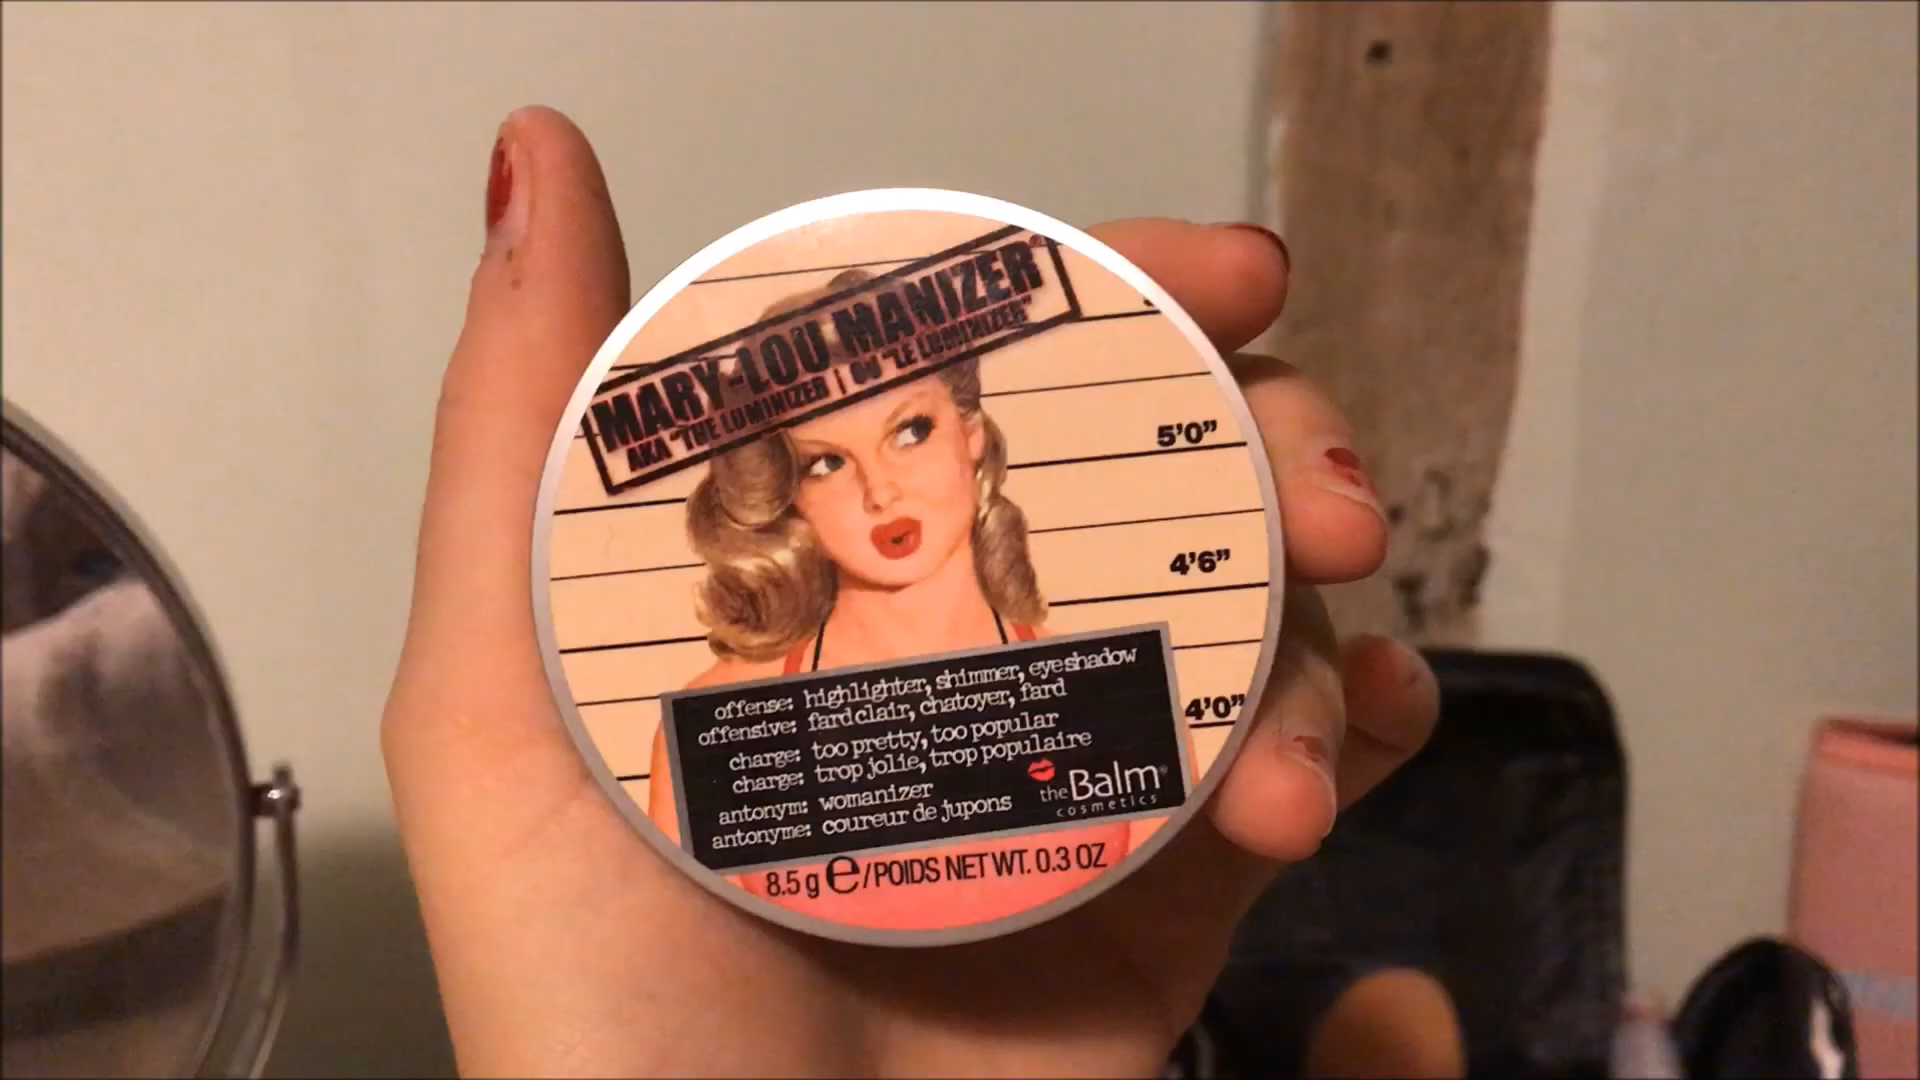 MARY-LOU MANIZER®
AKA "THE LUMINIZER | OU "LE LUMINIZER"
5'0”
4'6”
4'0”
offense: highlighter, shimmer, eyeshadow
offensive: fard clair, chatoyer, fard
charge: too pretty, too popular
charge: trop jolie, trop populaire
antonym: womanizer
antonyme: coureur de jupons
theBalm®
cosmetics
8.5 g e/POIDS NET WT. 0.3 OZ